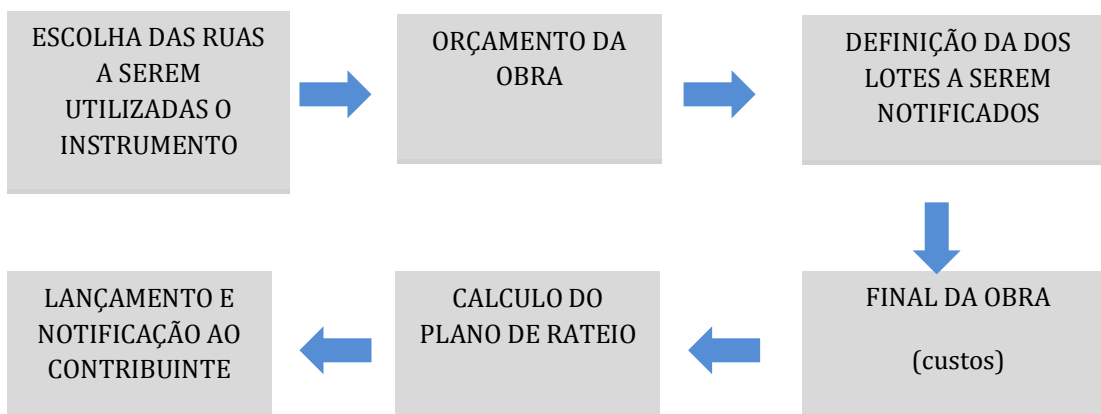 ESCOLHA DAS RUAS
A SEREM
UTILIZADAS O
INSTRUMENTO
ORÇAMENTO DA
OBRA
DEFINIÇÃO DA DOS
LOTES A SEREM
NOTIFICADOS
FINAL DA OBRA
(custos)
CALCULO DO
PLANO DE RATEIO
LANÇAMENTO E
NOTIFICAÇÃO AO
CONTRIBUINTE